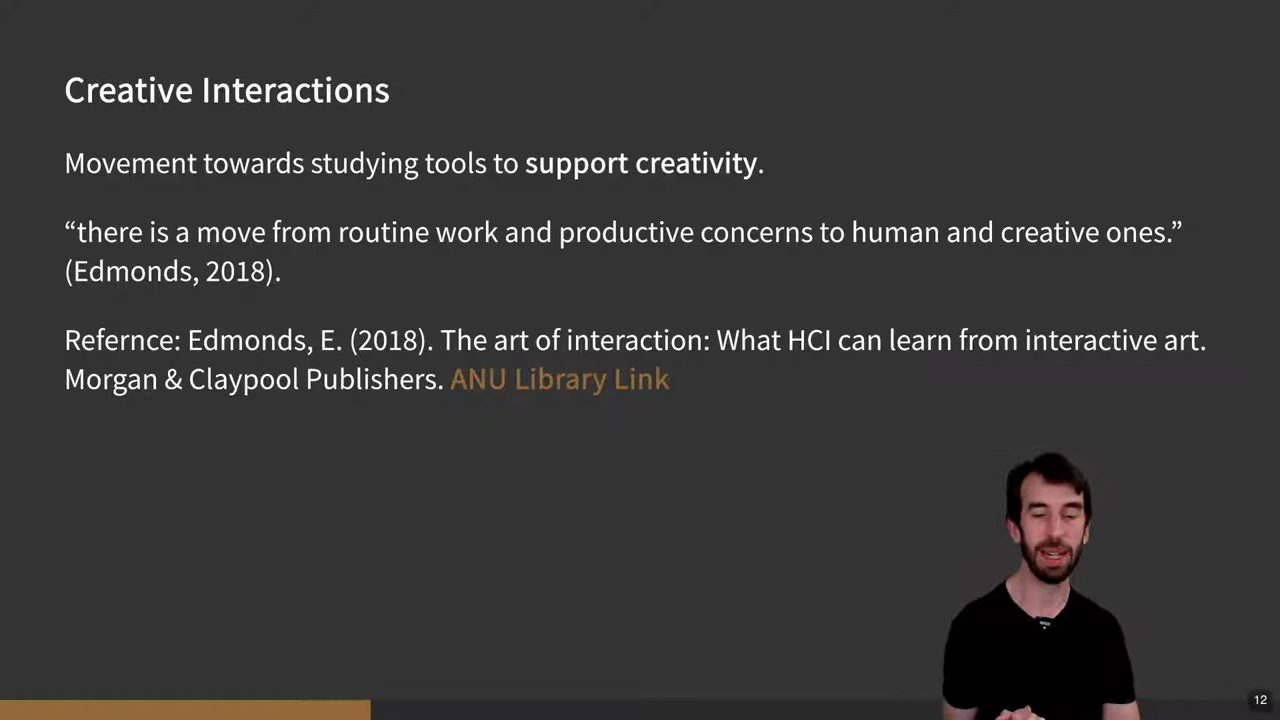 Creative Interactions
Movement towards studying tools to support creativity.
“there is a move from routine work and productive concerns to human and creative ones.”
(Edmonds, 2018).
Refernce: Edmonds, E. (2018). The art of interaction: What HCI can learn from interactive art.
Morgan & Claypool Publishers. ANU Library Link
12